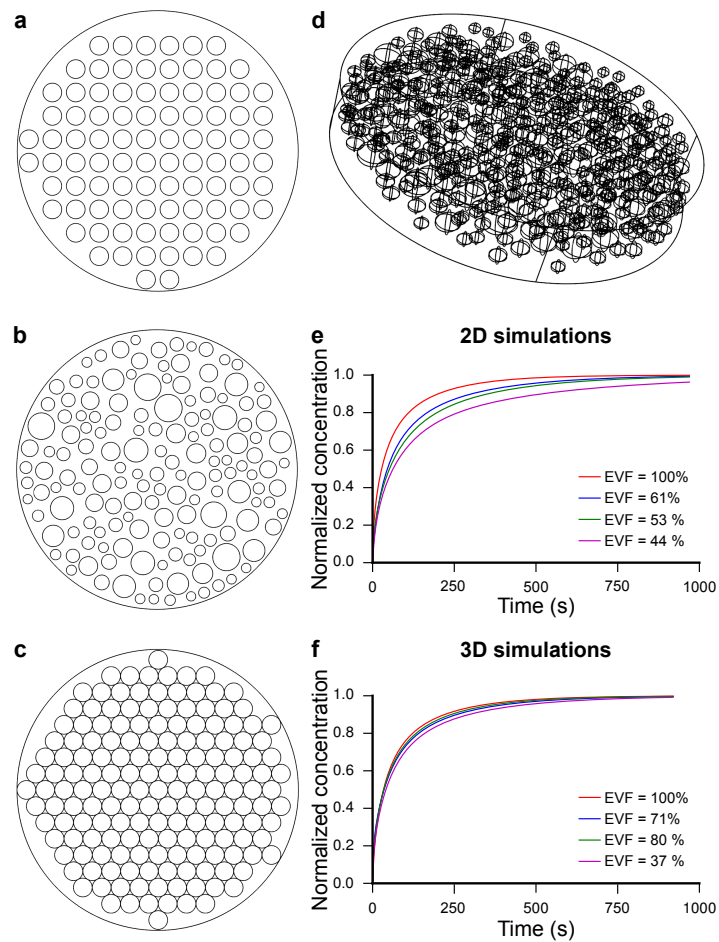 a
d
b
e
2D simulations
Normalized concentration
1.0
0.8
0.6
0.4
0.2
0.0
EVF = 100%
EVF = 61%
EVF = 53 %
EVF = 44 %
0 250 500 750 1000
Time (s)
c
f
3D simulations
Normalized concentration
1.0
0.8
0.6
0.4
0.2
0.0
EVF = 100%
EVF = 71%
EVF = 80 %
EVF = 37 %
0 250 500 750 1000
Time (s)